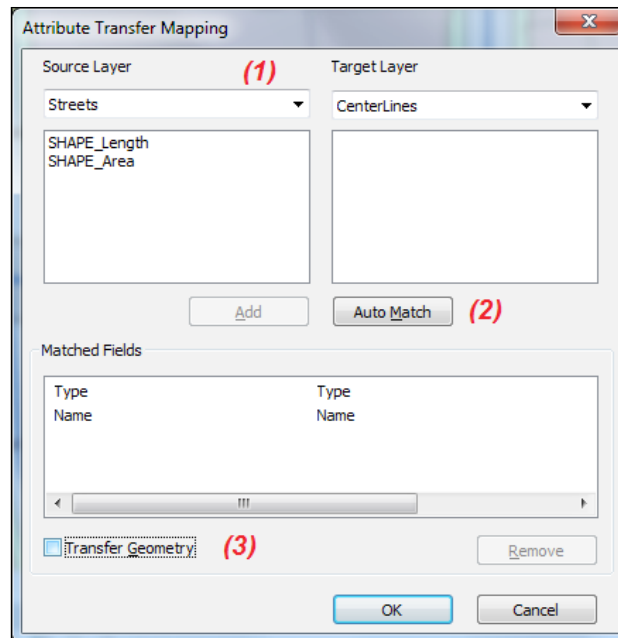 Attribute Transfer Mapping
Source Layer (1) Target Layer
Streets CenterLines
SHAPE_Length
SHAPE_Area
Add Auto Match (2)
Matched Fields
Type Type
Name Name
Transfer Geometry (3) Remove
OK Cancel